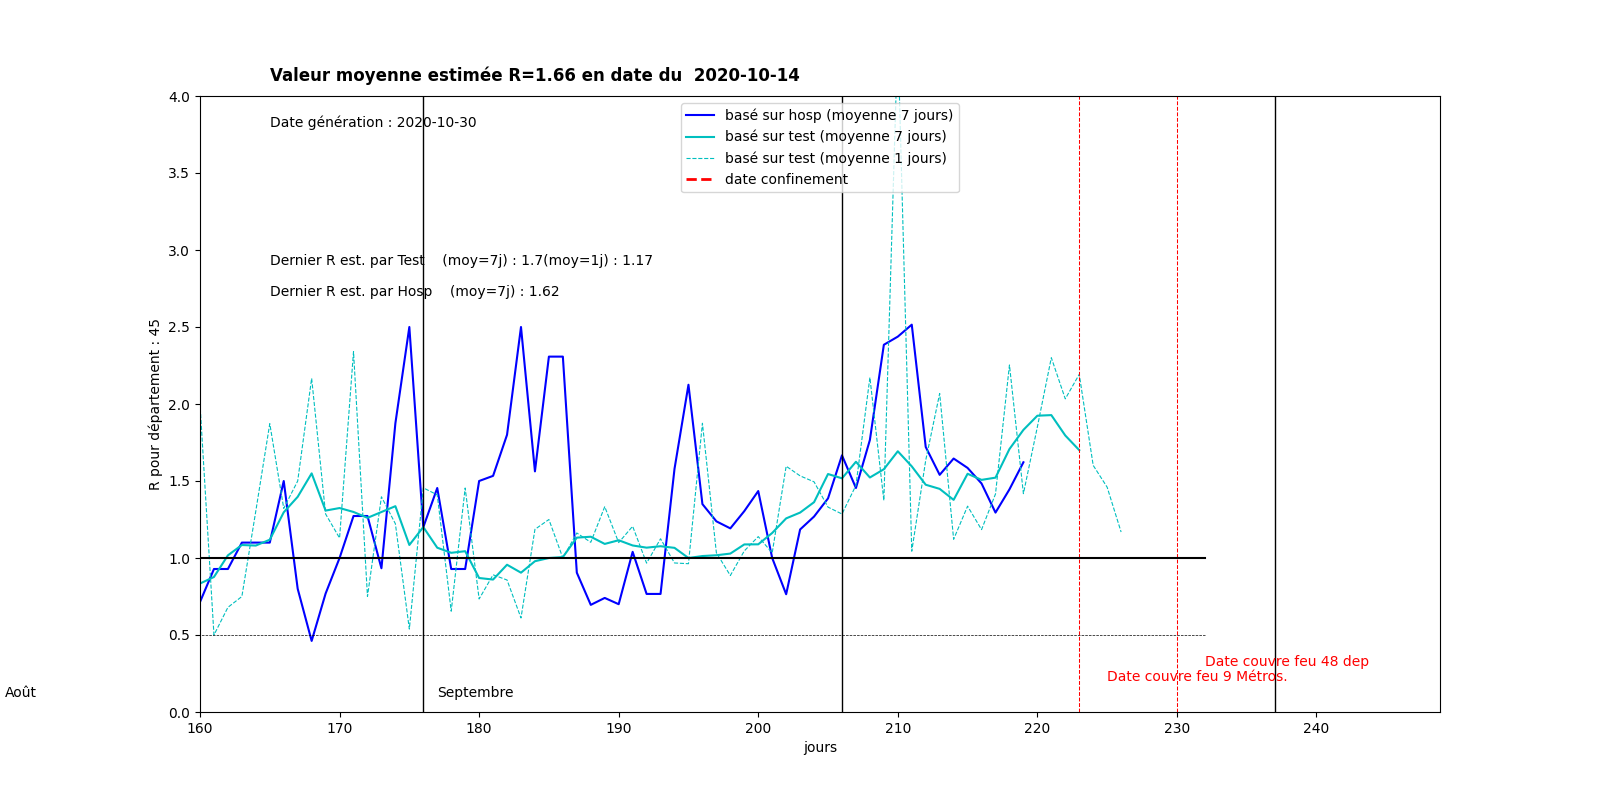 Valeur moyenne estimée R=1.66 en date du  2020-10-14
4.0
Date génération : 2020-10-30
basé sur hosp (moyenne 7 jours)
basé sur test (moyenne 7 jours)
basé sur test (moyenne 1 jours)
date confinement
3.5
3.0
Dernier R est. par Test    (moy=7j) : 1.7(moy=1j) : 1.17
Dernier R est. par Hosp    (moy=7j) : 1.62
2.5
R pour département : 45
2.0
1.5
1.0
0.5
Date couvre feu 48 dep
Date couvre feu 9 Métros.
Août
Septembre
0.0
160 170 180 190 200 210 220 230 240
jours